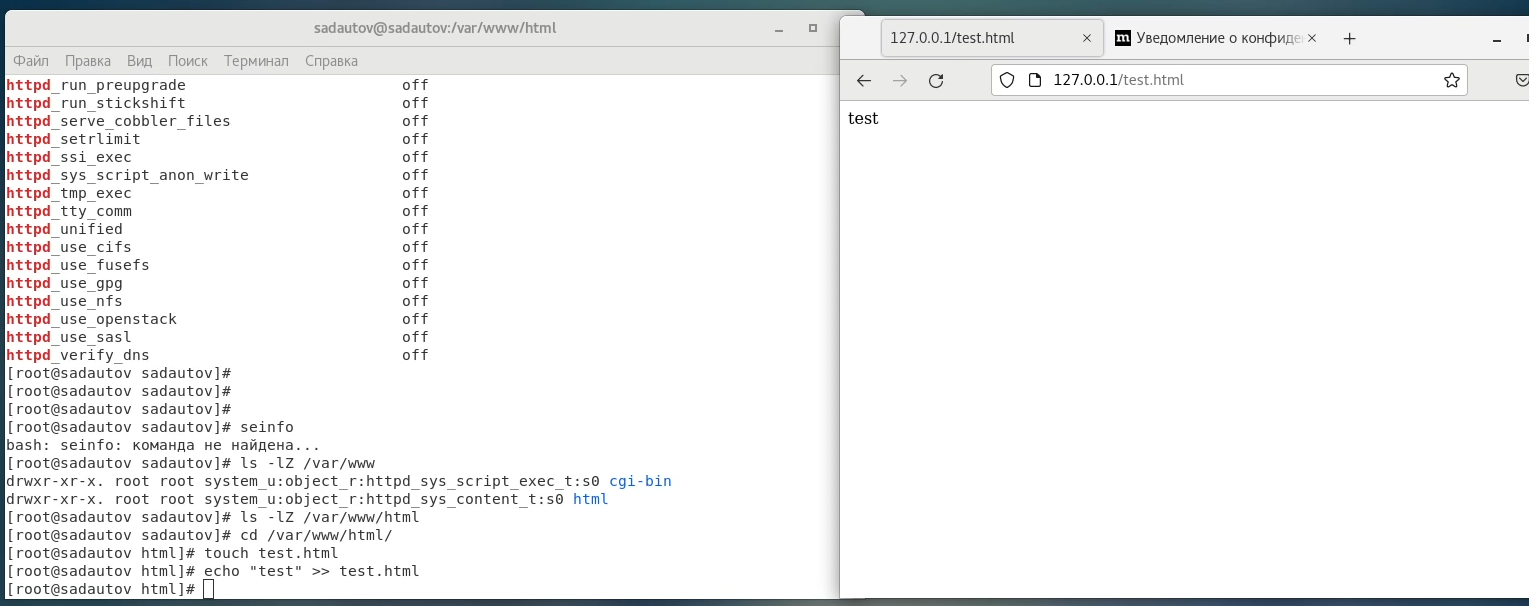 sadautov@sadautov:/var/www/html
Файл Правка Вид Поиск Терминал Справка
httpd_run_preupgrade off
httpd_run_stickshift off
httpd_serve_cobbler_files off
httpd_setrlimit off
httpd_ssi_exec off
httpd_sys_script_anon_write off
httpd_tmp_exec off
httpd_tty_comm off
httpd_unified off
httpd_use_cifs off
httpd_use_fusefs off
httpd_use_gpg off
httpd_use_nfs off
httpd_use_openstack off
httpd_use_sasl off
httpd_verify_dns off
[root@sadautov sadautov]#
[root@sadautov sadautov]#
[root@sadautov sadautov]#
[root@sadautov sadautov]# seinfo
bash: seinfo: команда не найдена...
[root@sadautov sadautov]# ls -lZ /var/www
drwxr-xr-x. root root system_u:object_r:httpd_sys_script_exec_t:s0 cgi-bin
drwxr-xr-x. root root system_u:object_r:httpd_sys_content_t:s0 html
[root@sadautov sadautov]# ls -lZ /var/www/html
[root@sadautov sadautov]# cd /var/www/html/
[root@sadautov html]# touch test.html
[root@sadautov html]# echo "test" >> test.html
[root@sadautov html]#
127.0.0.1/test.html
m Уведомление о конфиде
127.0.0.1/test.html
test